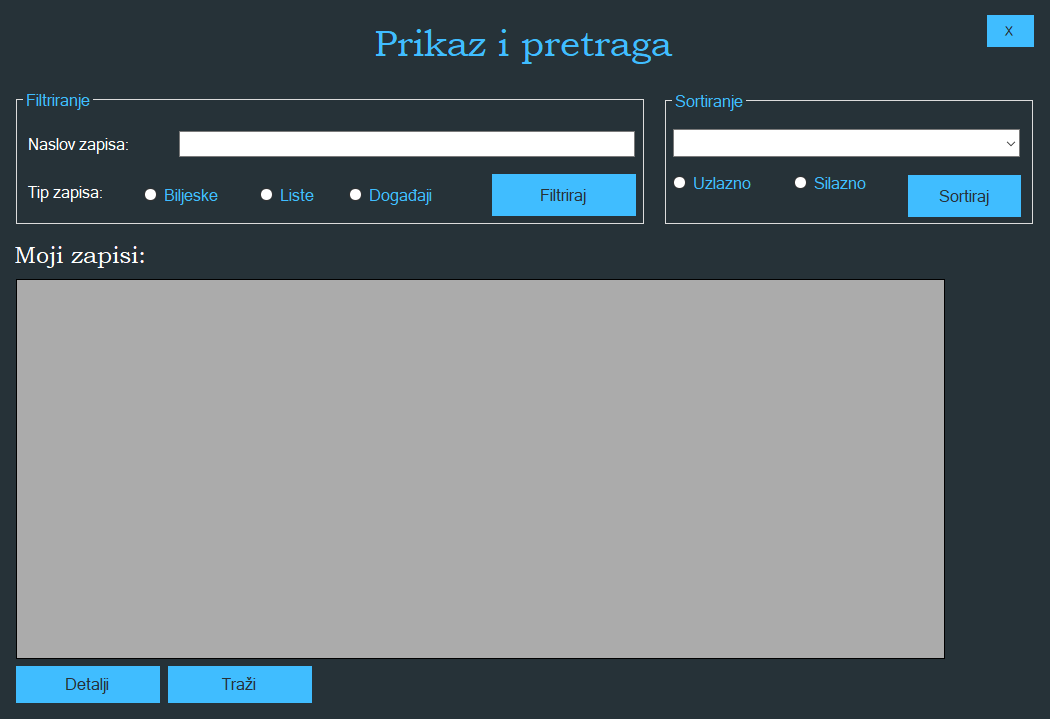 Prikaz i pretraga
X
Filtriranje
Naslov zapisa:
Tip zapisa:
Biljeske
Liste
Događaji
Filtriraj
Sortiranje
Uzlazno
Silazno
Sortiraj
Moji zapisi:
Detalji
Traži